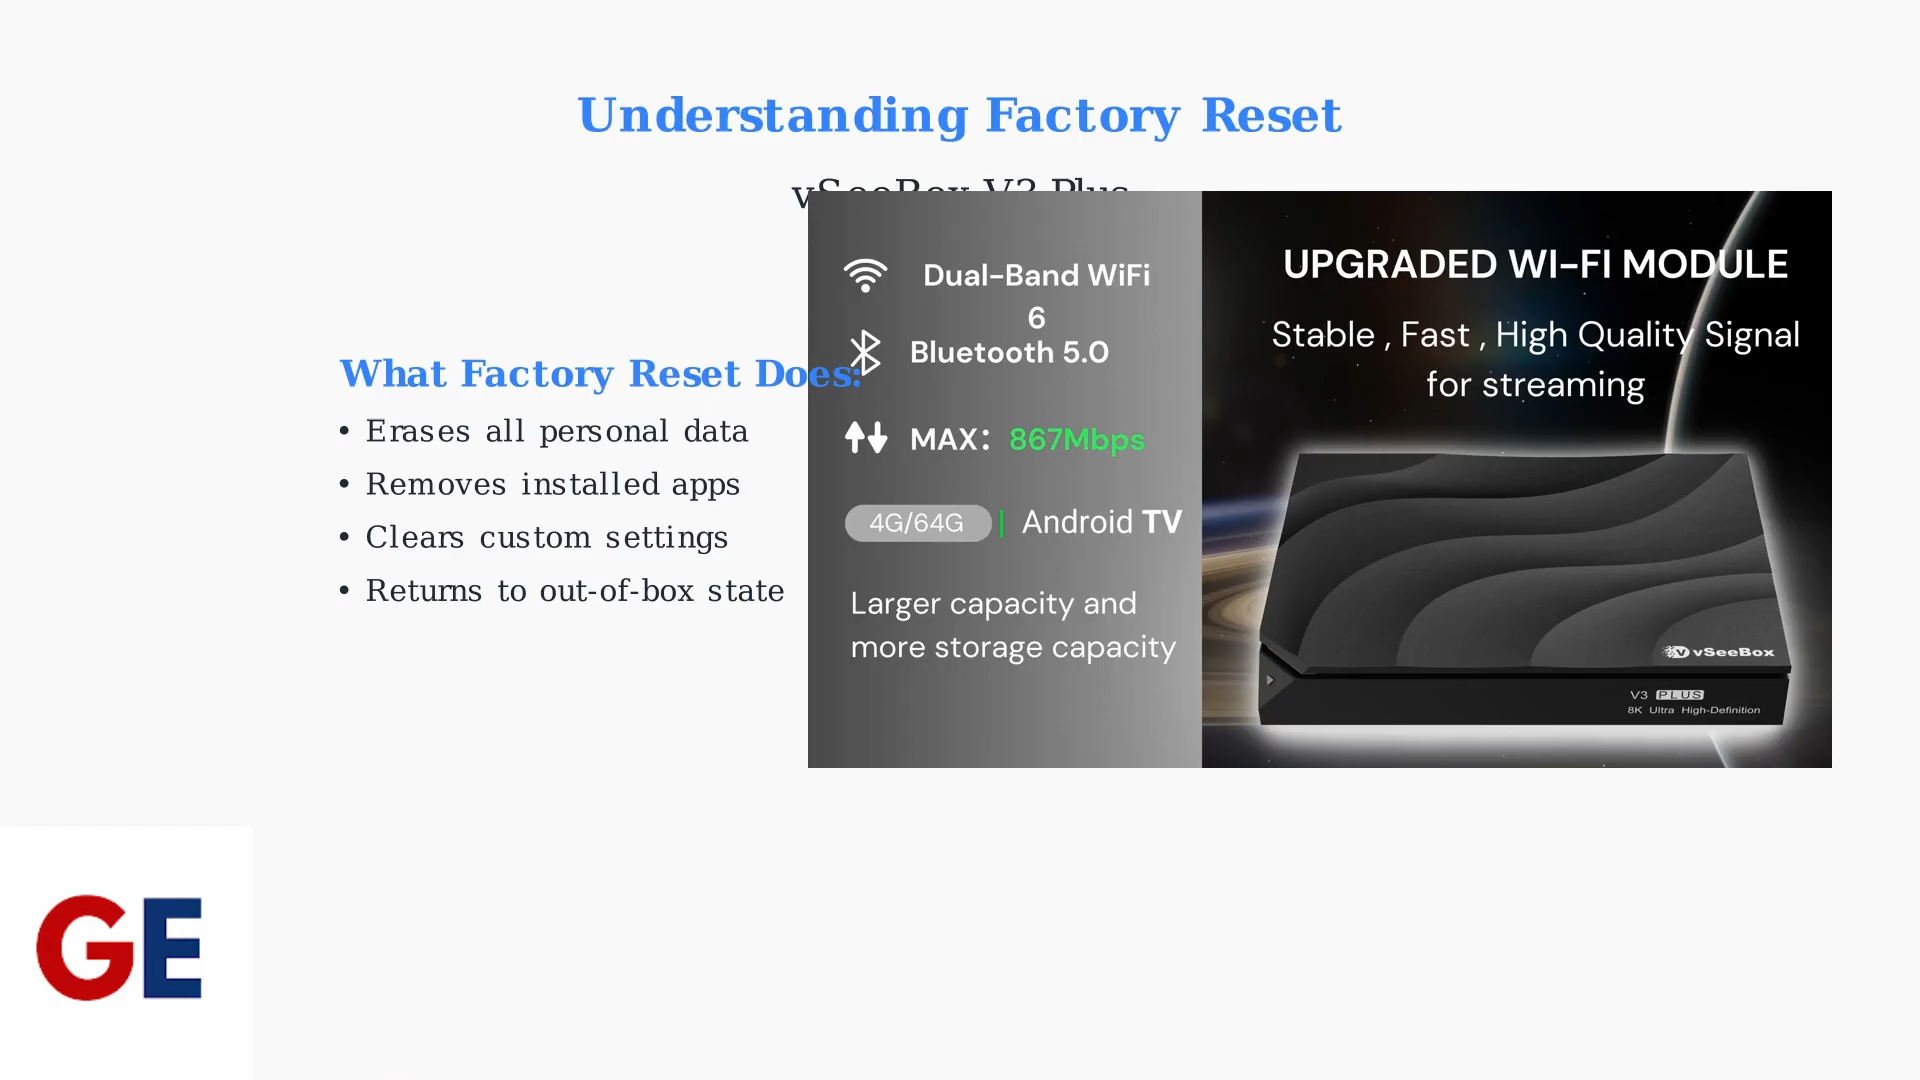 Understanding Factory Reset
vSeeBox V3 Plus
What Factory Reset Does:
• Erases all personal data
• Removes installed apps
• Clears custom settings
• Returns to out-of-box state
Dual-Band WiFi
6
Bluetooth 5.0
MAX: 867Mbps
4G/64G | Android TV
Larger capacity and
more storage capacity
UPGRADED WI-FI MODULE
Stable , Fast , High Quality Signal
for streaming
vSeeBox
V3 PLUS
8K Ultra High-Definition
GE